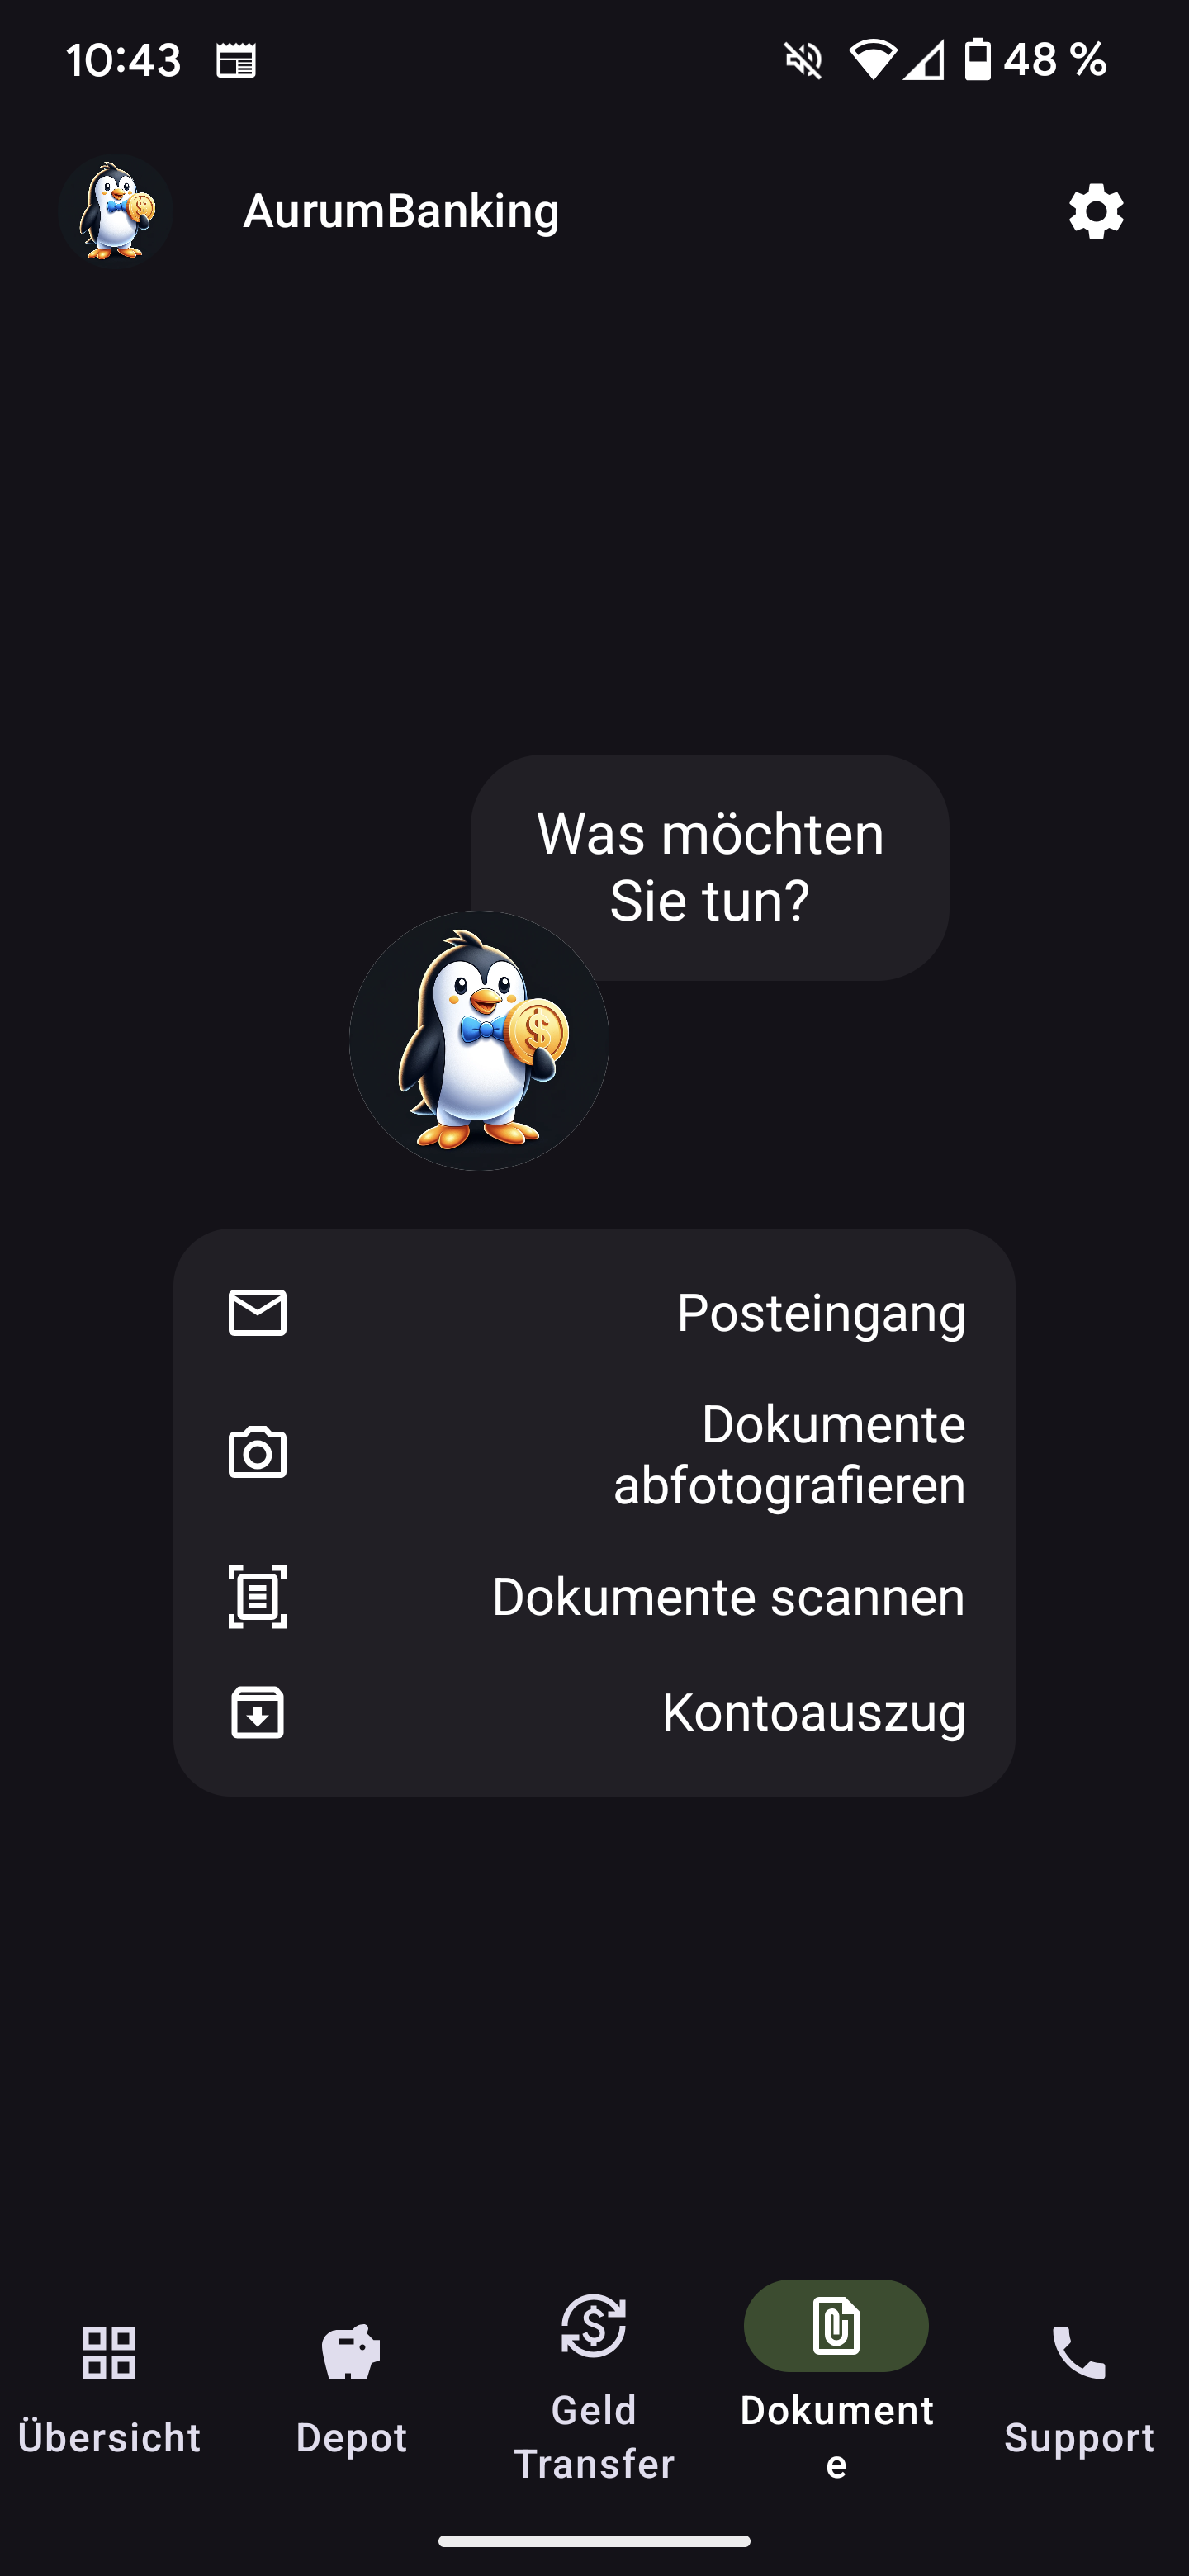 10:43
48 %
AurumBanking
Was möchten
Sie tun?
$
Posteingang
Dokumente
abfotografieren
Dokumente scannen
Kontoauszug
Übersicht
Depot
Geld
Transfer
Dokument
e
Support